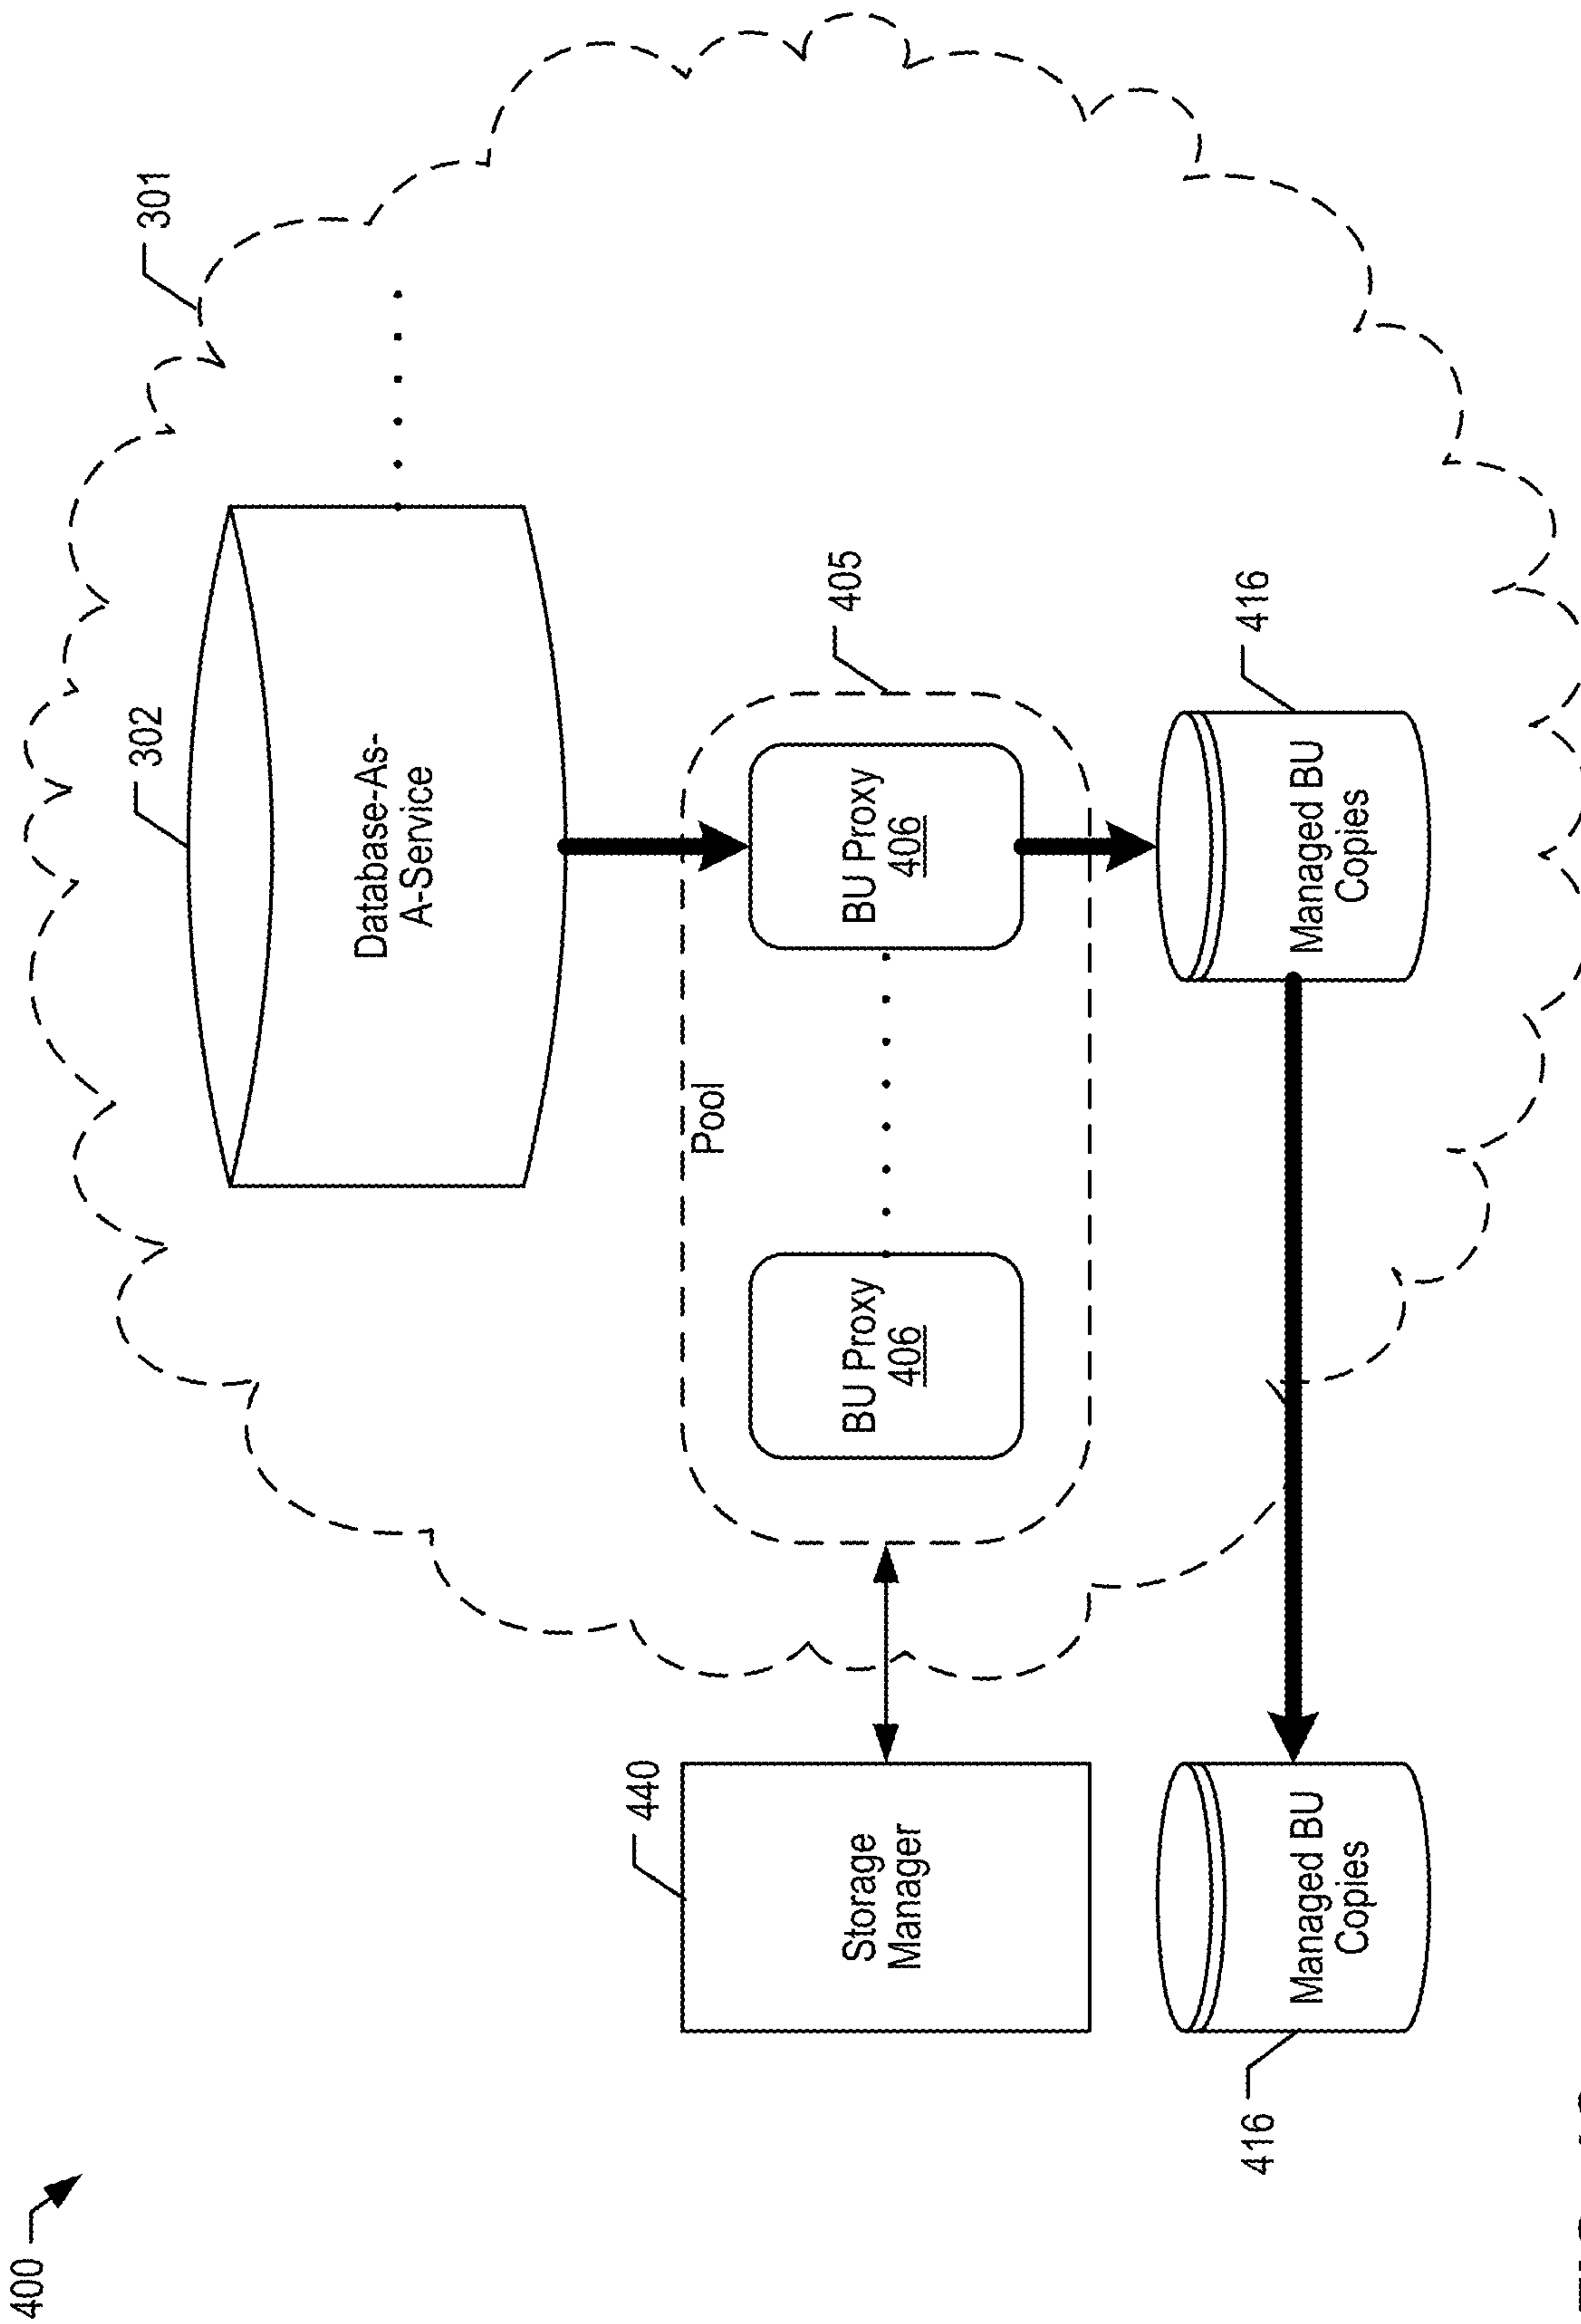 400
301
302
Database-As-
A-Service
405
Pool
BU Proxy
406
BU Proxy
406
440
Storage
Manager
416
Managed BU
Copies
416
Managed BU
Copies